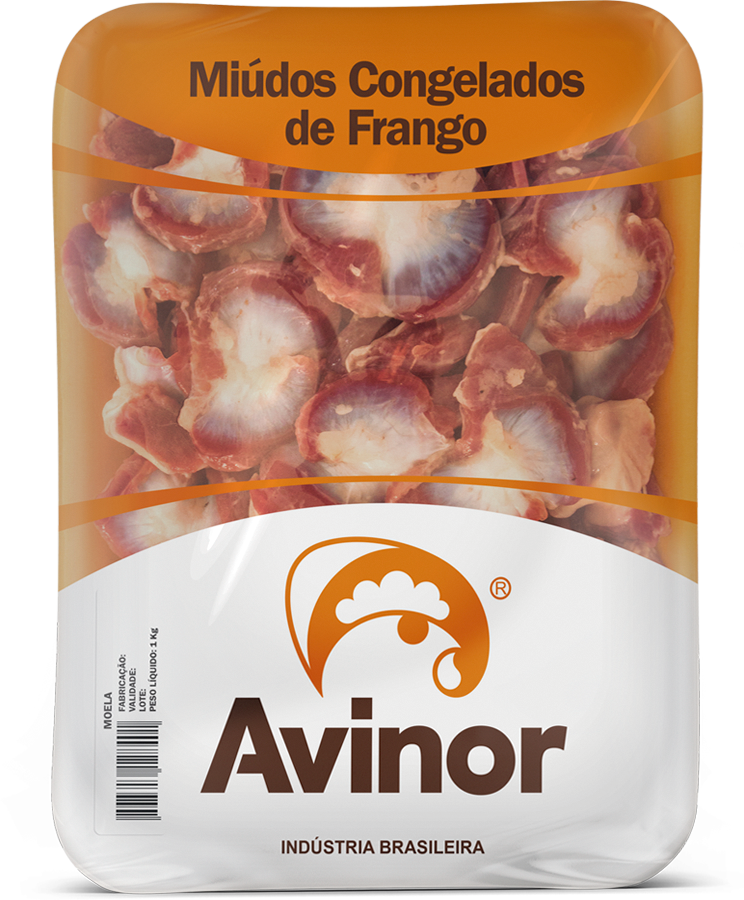 Miúdos Congelados
de Frango
MOELA
FABRICAÇÃO:
VALIDADE:
LOTE:
PESO LÍQUIDO: 1 Kg
®
Avinor
INDÚSTRIA BRASILEIRA